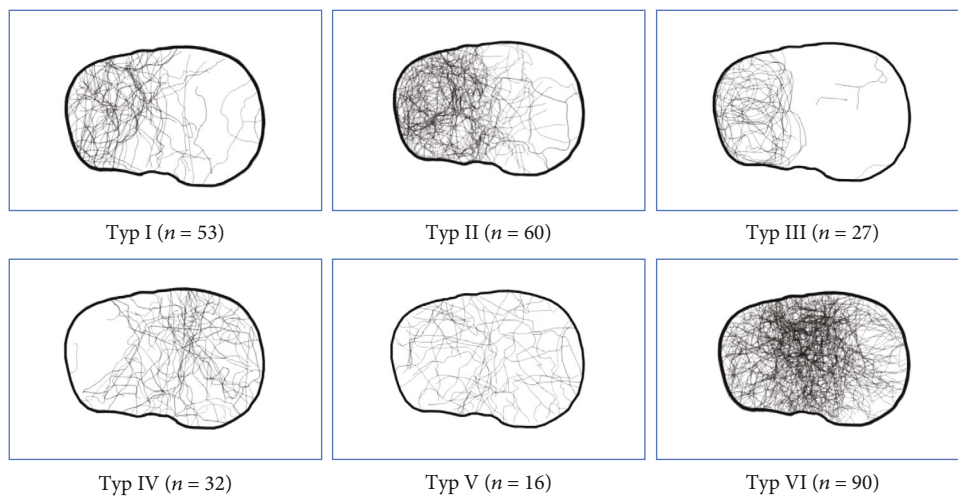 Typ I (n = 53)
Typ II (n = 60)
Typ III (n = 27)
Typ IV (n = 32)
Typ V (n = 16)
Typ VI (n = 90)